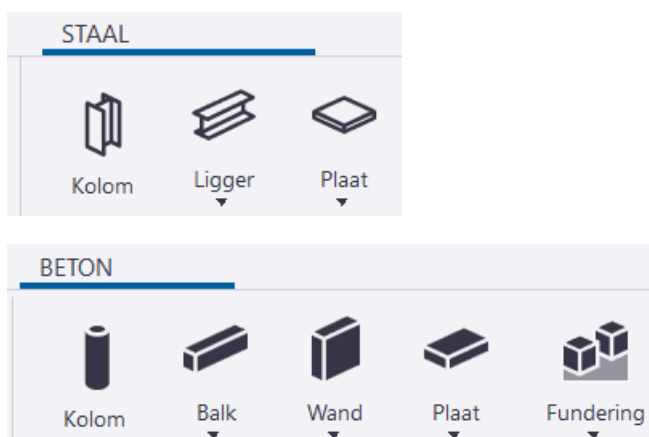 STAAL
Kolom Ligger Plaat
BETON
Kolom Balk Wand Plaat Fundering